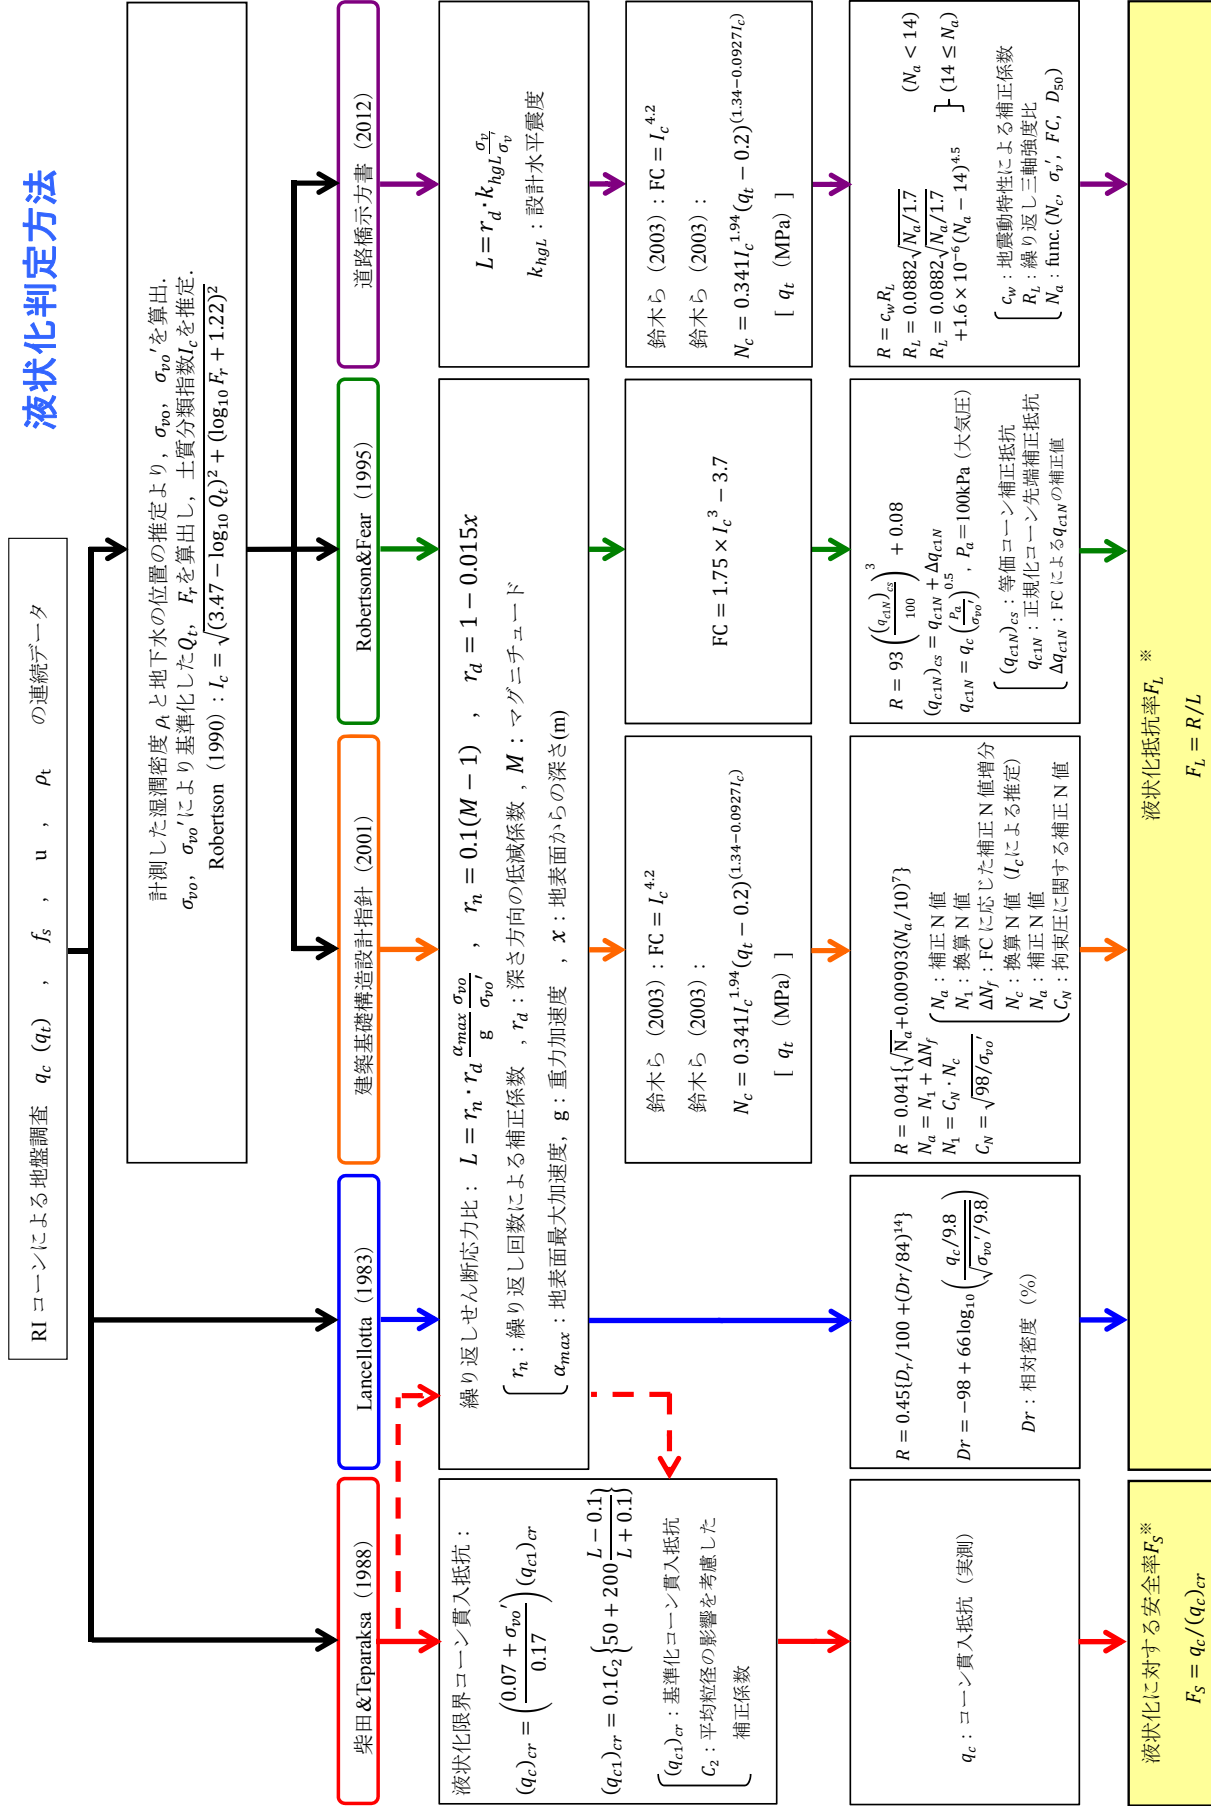 液状化判定方法
RI コーンによる地盤調査 q_c (q_t) , f_s , u , ρ_t の連続データ
計測した湿潤密度 ρ_t と地下水の位置の推定より, σ_vo, σ_vo′を算出.
σ_vo, σ_vo′により基準化したQ_t, F_rを算出し, 土質分類指数I_cを推定.
Robertson (1990) : I_c = √((3.47 − log₁₀ Q_t)² + (log₁₀ F_r + 1.22)²)
柴田&Teparaksa (1988)
Lancellotta (1983)
建築基礎構造設計指針 (2001)
Robertson&Fear (1995)
道路橋示方書 (2012)
液状化限界コーン貫入抵抗 :
(q_c)_cr = ((0.07 + σ_vo′)/0.17) (q_c1)_cr
(q_c1)_cr = 0.1C_2 {50 + 200 (L − 0.1)/(L + 0.1)}
(q_c1)_cr : 基準化コーン貫入抵抗
C_2 : 平均粒径の影響を考慮した
補正係数
繰り返しせん断応力比 : L = r_n · r_d (α_max/g) (σ_vo/σ_vo′) , r_n = 0.1(M − 1) , r_d = 1 − 0.015x
r_n : 繰り返し回数による補正係数 , r_d : 深さ方向の低減係数 , M : マグニチュード
α_max : 地表面最大加速度, g : 重力加速度 , x : 地表面からの深さ(m)
L = r_d · k_hgL (σ_v/σ_v′)
k_hgL : 設計水平震度
鈴木ら (2003) : FC = I_c^4.2
鈴木ら (2003) :
N_c = 0.341I_c^1.94 (q_t − 0.2)^(1.34−0.0927I_c)
[ q_t (MPa) ]
FC = 1.75 × I_c³ − 3.7
鈴木ら (2003) : FC = I_c^4.2
鈴木ら (2003) :
N_c = 0.341I_c^1.94 (q_t − 0.2)^(1.34−0.0927I_c)
[ q_t (MPa) ]
q_c : コーン貫入抵抗 (実測)
R = 0.45{D_r/100 + (Dr/84)^14}
Dr = −98 + 66 log₁₀ ((q_c/9.8)/√(σ_vo′/9.8))
Dr : 相対密度 (%)
R = 0.041{√N_a + 0.00903(N_a/10)^7}
N_a = N_1 + ΔN_f
N_1 = C_N · N_c
C_N = √(98/σ_vo′)
N_a : 補正 N 値
N_1 : 換算 N 値
ΔN_f : FC に応じた補正 N 値増分
N_c : 換算 N 値 (I_cによる推定)
N_a : 補正 N 値
C_N : 拘束圧に関する補正 N 値
R = 93 ((q_c1N)_cs/100)³ + 0.08
(q_c1N)_cs = q_c1N + Δq_c1N
q_c1N = q_c (P_a/σ_vo′)^0.5 , P_a=100kPa (大気圧)
(q_c1N)_cs : 等価コーン補正抵抗
q_c1N : 正規化コーン先端補正抵抗
Δq_c1N : FC によるq_c1Nの補正値
R = c_w R_L
R_L = 0.0882√(N_a/1.7) (N_a < 14)
R_L = 0.0882√(N_a/1.7)
+1.6 × 10^−6 (N_a − 14)^4.5 } (14 ≤ N_a)
c_w : 地震動特性による補正係数
R_L : 繰り返し三軸強度比
N_a : func.(N_c, σ_v′, FC, D_50)
液状化に対する安全率F_S※
F_S = q_c/(q_c)_cr
液状化抵抗率F_L※
F_L = R/L